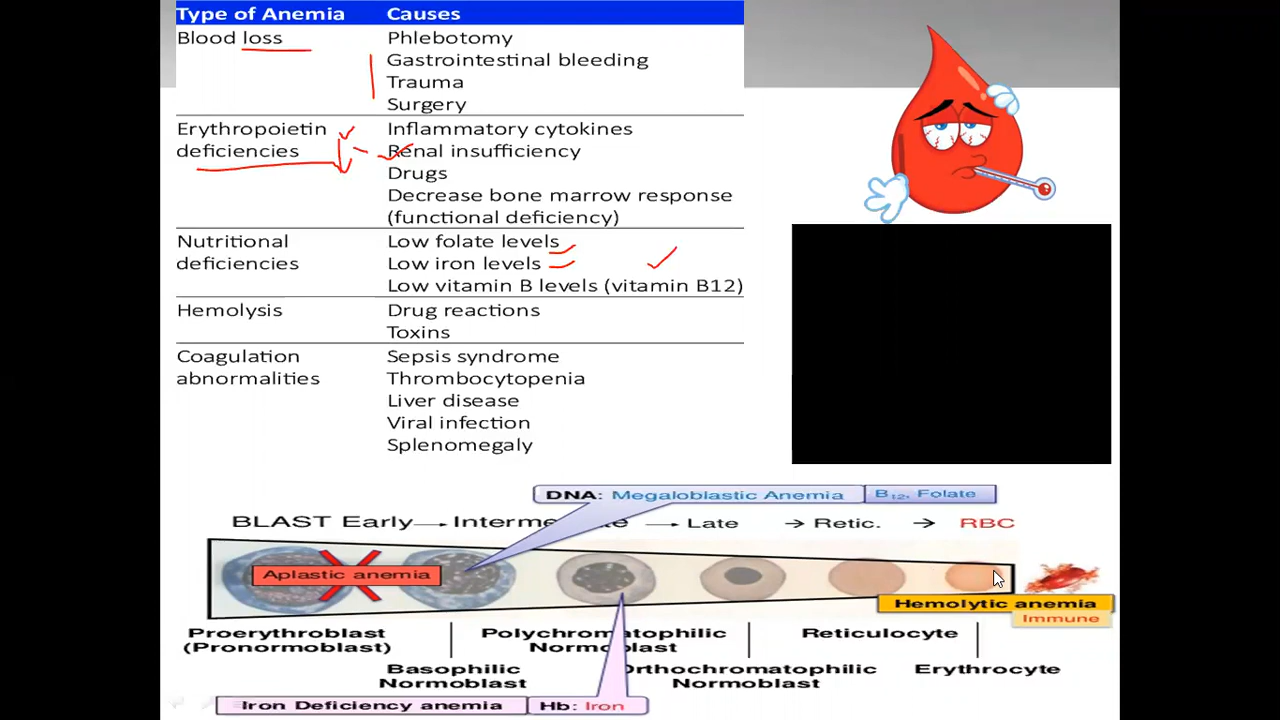 Type of Anemia Causes
Blood loss Phlebotomy
Gastrointestinal bleeding
Trauma
Surgery
Erythropoietin Inflammatory cytokines
deficiencies Renal insufficiency
Drugs
Decrease bone marrow response
(functional deficiency)
Nutritional Low folate levels
deficiencies Low iron levels
Low vitamin B levels (vitamin B12)
Hemolysis Drug reactions
Toxins
Coagulation Sepsis syndrome
abnormalities Thrombocytopenia
Liver disease
Viral infection
Splenomegaly
DNA: Megaloblastic Anemia B12, Folate
BLAST Early → Interme te → Late → Retic. → RBC
Aplastic anemia
Hemolytic anemia
Immune
Proerythroblast Polychromatophilic Reticulocyte
(Pronormoblast) Normoblast
Basophilic Orthochromatophilic Erythrocyte
Normoblast Normoblast
Iron Deficiency anemia Hb: Iron